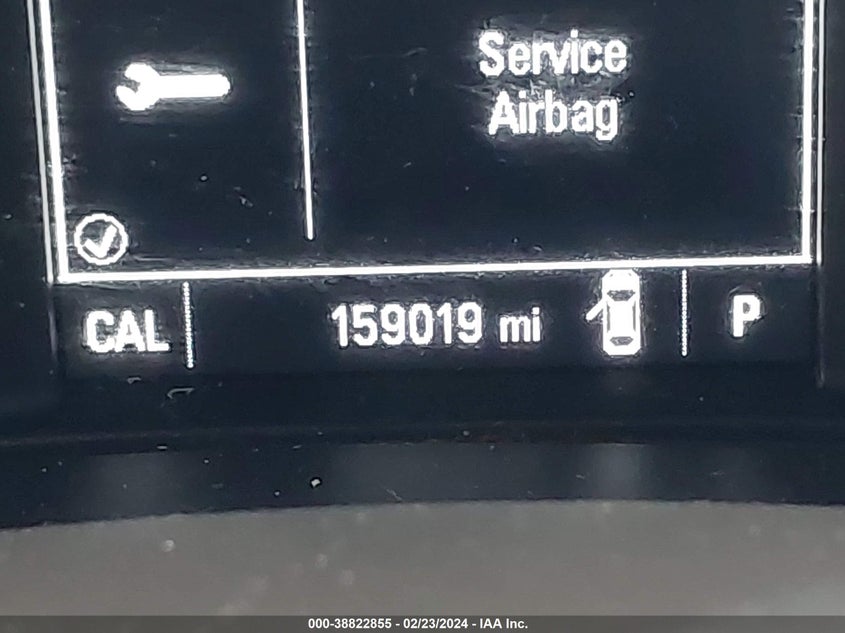 Service
Airbag
CAL
159019 mi
P
000-38822855 - 02/23/2024 - IAA Inc.